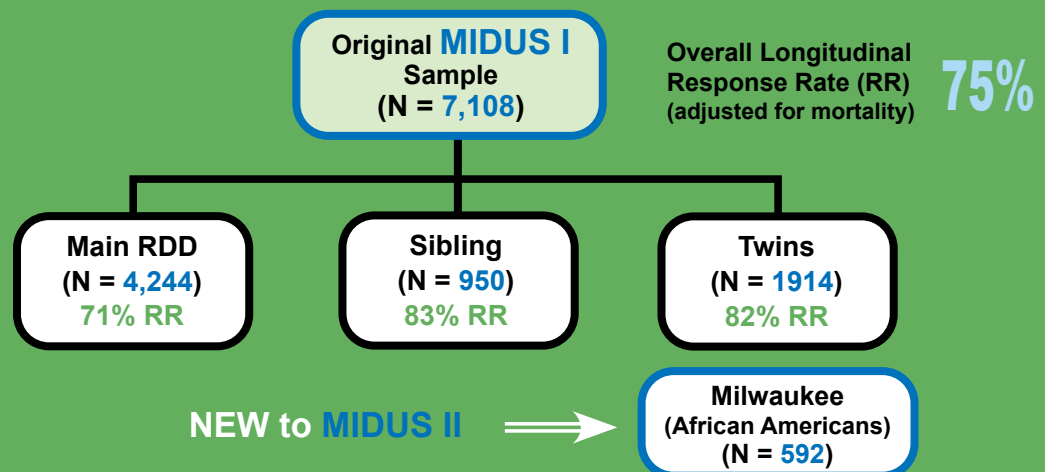 Original MIDUS I
Sample
(N = 7,108)
Overall Longitudinal
Response Rate (RR)
(adjusted for mortality)
75%
Main RDD
(N = 4,244)
71% RR
Sibling
(N = 950)
83% RR
Twins
(N = 1914)
82% RR
NEW to MIDUS II
Milwaukee
(African Americans)
(N = 592)